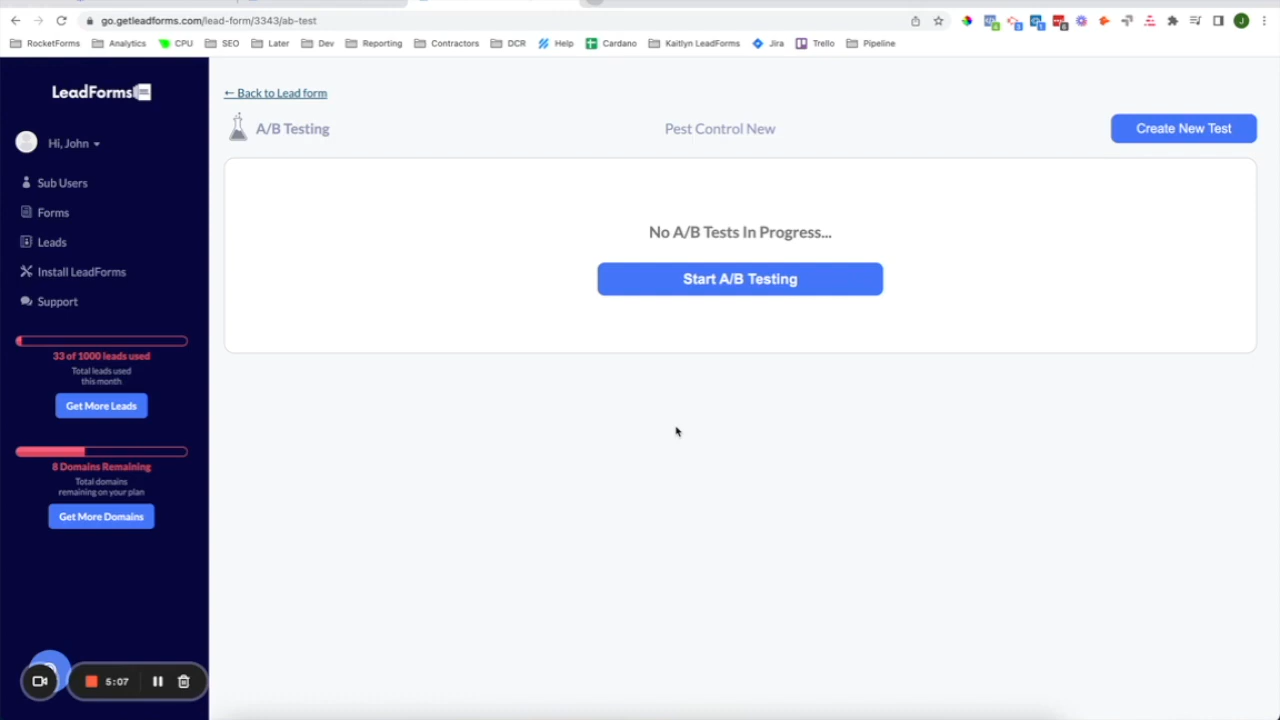 go.getleadforms.com/lead-form/3343/ab-test
RocketForms Analytics CPU SEO Later Dev Reporting Contractors DCR Help Cardano Kaitlyn LeadForms Jira Trello Pipeline
LeadForms
Hi, John
Sub Users
Forms
Leads
Install LeadForms
Support
33 of 1000 leads used
Total leads used
this month
Get More Leads
8 Domains Remaining
Total domains
remaining on your plan
Get More Domains
5:07
← Back to Lead form
A/B Testing
Pest Control New
Create New Test
No A/B Tests In Progress...
Start A/B Testing
J